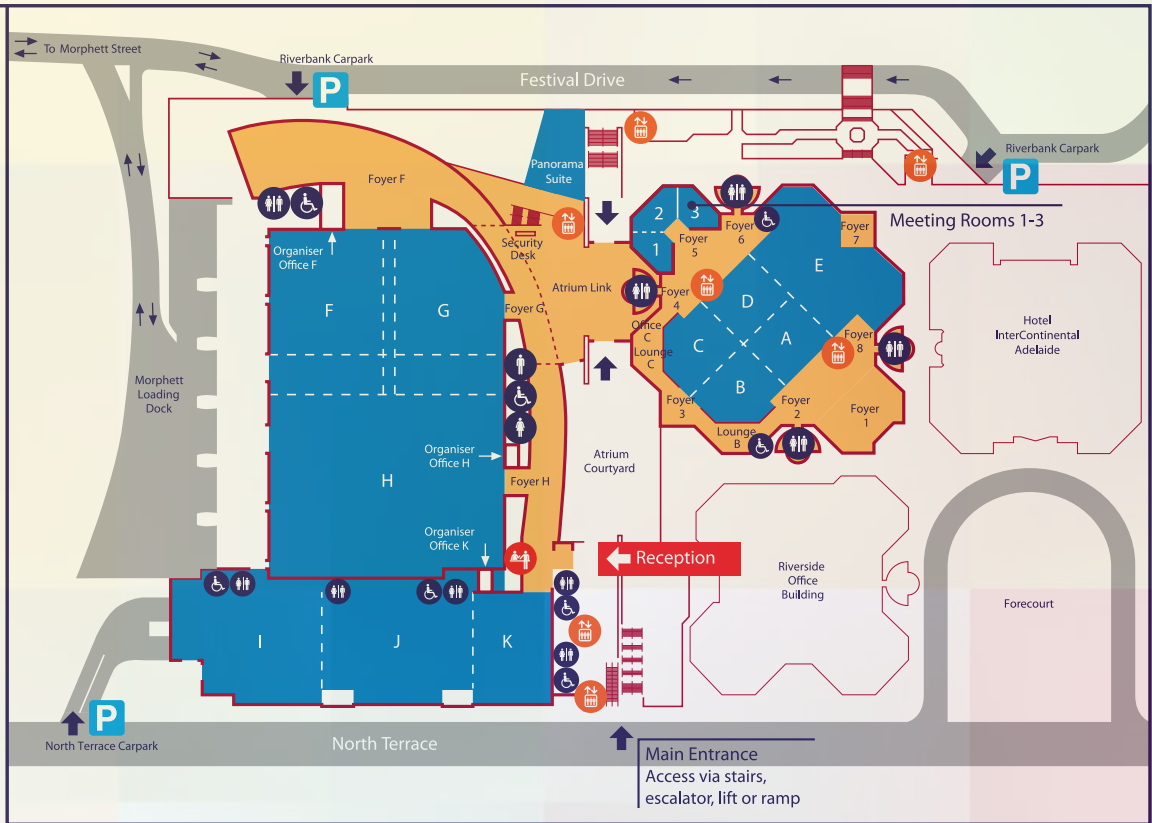 To Morphett Street
Riverbank Carpark
P
Festival Drive
Riverbank Carpark
P
Panorama
Suite
Foyer F
Meeting Rooms 1-3
2
3
1
Foyer
5
Foyer
6
Foyer
7
Security
Desk
Organiser
Office F
F
G
Foyer G
Atrium Link
Foyer
4
Office
C
Lounge
C
E
D
A
C
B
Foyer
8
Foyer
3
Foyer
2
Foyer
1
Lounge
B
Hotel
InterContinental
Adelaide
Morphett
Loading
Dock
Organiser
Office H
H
Foyer H
Atrium
Courtyard
Organiser
Office K
Reception
Riverside
Office
Building
Forecourt
I
J
K
P
North Terrace Carpark
North Terrace
Main Entrance
Access via stairs,
escalator, lift or ramp